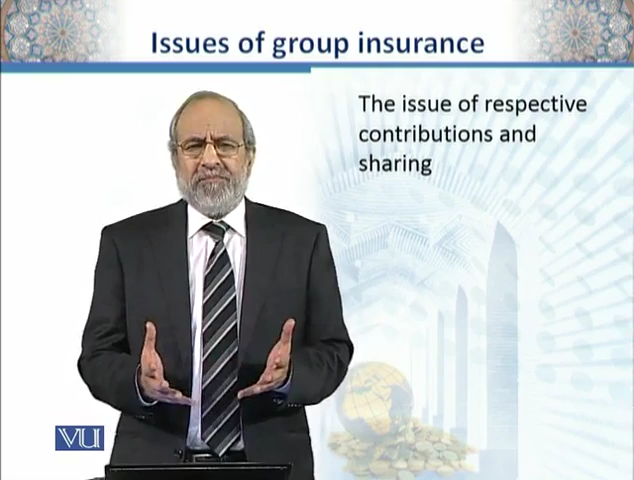 Issues of group insurance
The issue of respective
contributions and
sharing
VU